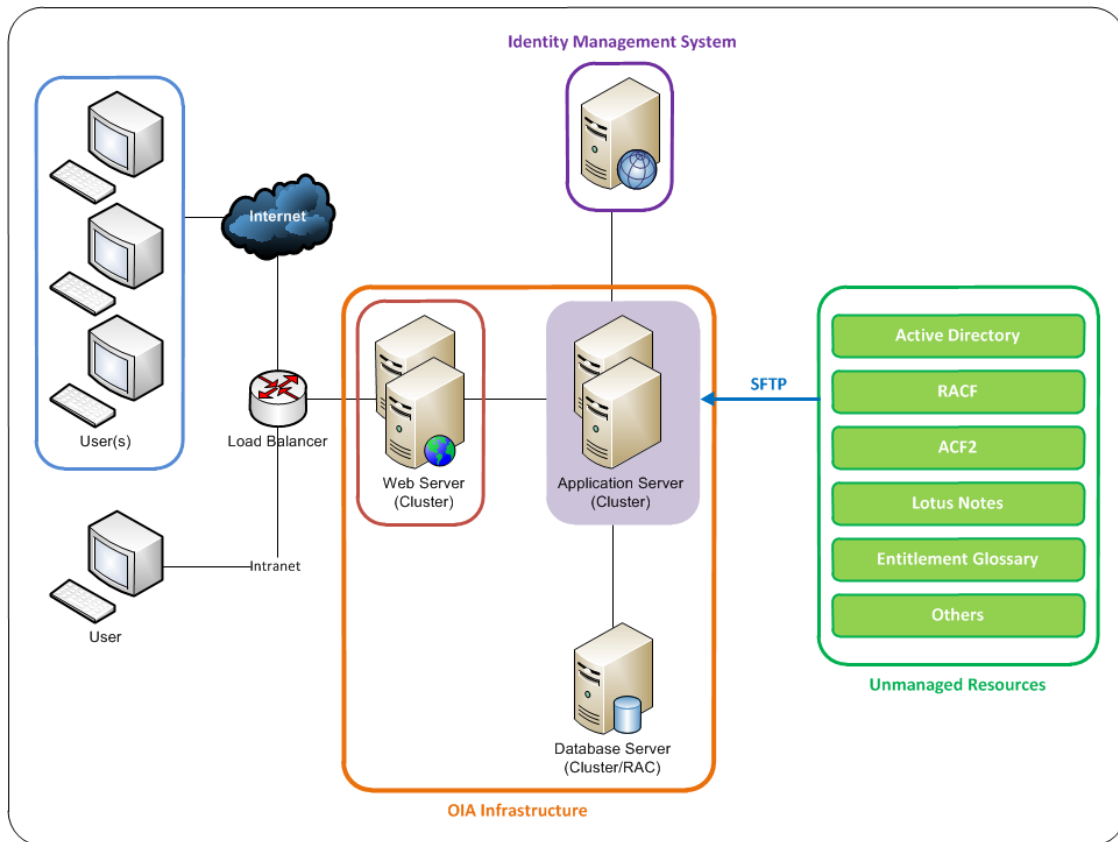 Identity Management System
Internet
User(s)
Load Balancer
Web Server
(Cluster)
Application Server
(Cluster)
SFTP
Active Directory
RACF
ACF2
Lotus Notes
Entitlement Glossary
Others
Unmanaged Resources
Intranet
User
Database Server
(Cluster/RAC)
OIA Infrastructure